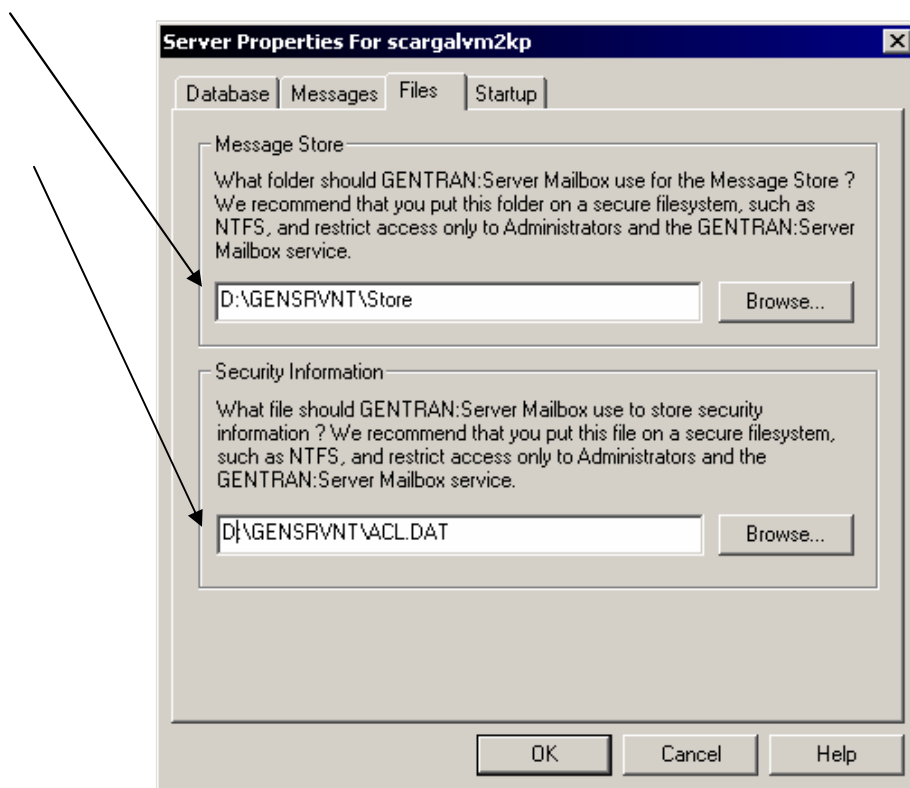 Server Properties For scargalvm2kp
Database Messages Files Startup
Message Store
What folder should GENTRAN:Server Mailbox use for the Message Store ?
We recommend that you put this folder on a secure filesystem, such as
NTFS, and restrict access only to Administrators and the GENTRAN:Server
Mailbox service.
D:\GENSRVNT\Store Browse...
Security Information
What file should GENTRAN:Server Mailbox use to store security
information ? We recommend that you put this file on a secure filesystem,
such as NTFS, and restrict access only to Administrators and the
GENTRAN:Server Mailbox service.
D:\GENSRVNT\ACL.DAT Browse...
OK Cancel Help